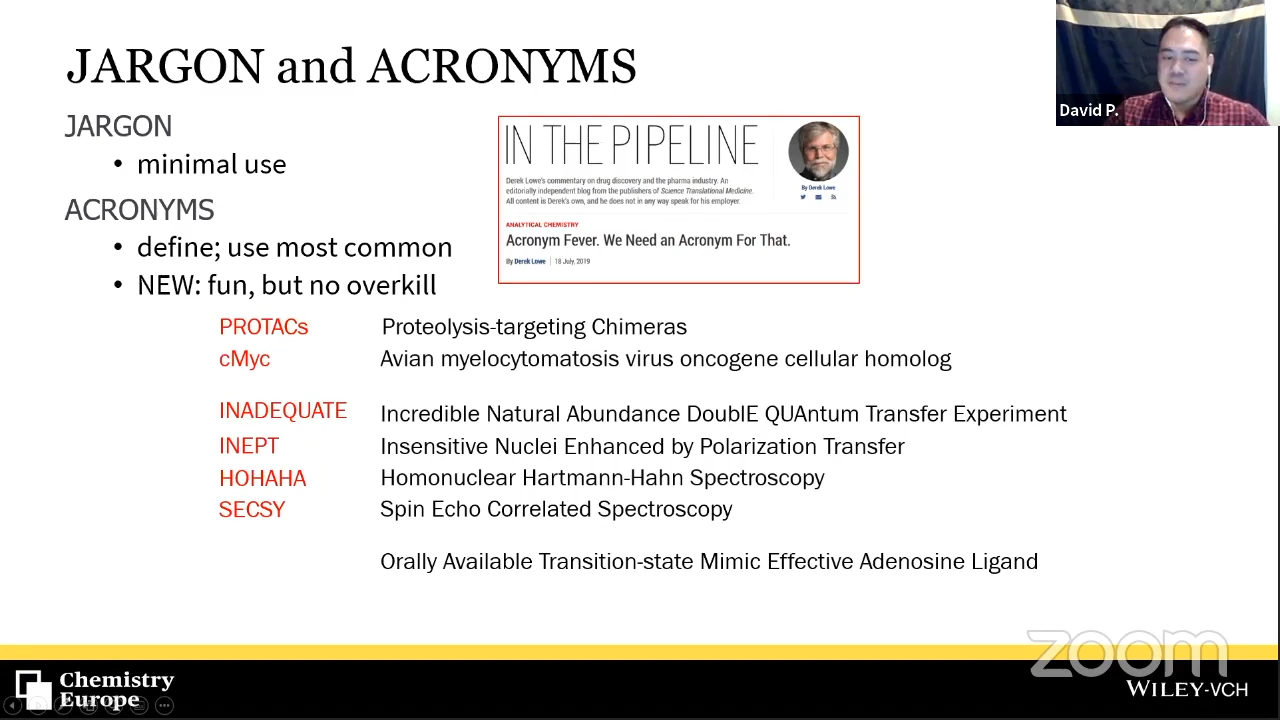 JARGON and ACRONYMS
David P.
JARGON
• minimal use
ACRONYMS
• define; use most common
• NEW: fun, but no overkill
IN THE PIPELINE
Derek Lowe's commentary on drug discovery and the pharma industry. An
editorially independent blog from the publishers of Science Translational Medicine.
All content is Derek's own, and he does not in any way speak for his employer.
By Derek Lowe
ANALYTICAL CHEMISTRY
Acronym Fever. We Need an Acronym For That.
By Derek Lowe | 18 July, 2019
PROTACs Proteolysis-targeting Chimeras
cMyc Avian myelocytomatosis virus oncogene cellular homolog
INADEQUATE Incredible Natural Abundance DoublE QUAntum Transfer Experiment
INEPT Insensitive Nuclei Enhanced by Polarization Transfer
HOHAHA Homonuclear Hartmann-Hahn Spectroscopy
SECSY Spin Echo Correlated Spectroscopy
Orally Available Transition-state Mimic Effective Adenosine Ligand
zoom
Chemistry
Europe
WILEY-VCH